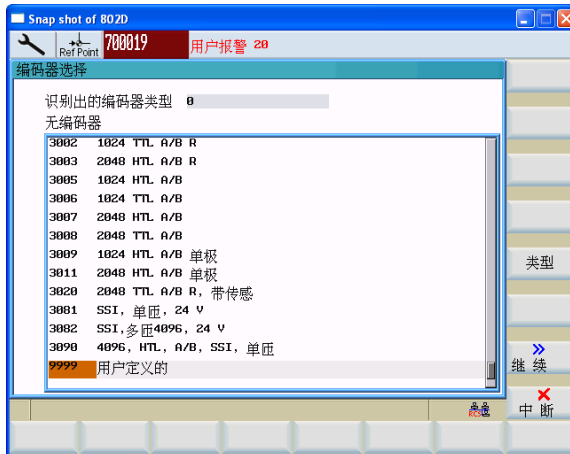 Snap shot of 802D
Ref Point 700019 用户报警 20
编码器选择
识别出的编码器类型 0
无编码器
3002 1024 TTL A/B R
3003 2048 HTL A/B R
3005 1024 HTL A/B
3006 1024 TTL A/B
3007 2048 HTL A/B
3008 2048 TTL A/B
3009 1024 HTL A/B 单极
3011 2048 HTL A/B 单极
3020 2048 TTL A/B R, 带传感
3081 SSI, 单匝, 24 V
3082 SSI,多匝4096, 24 V
3090 4096, HTL, A/B, SSI, 单匝
9999 用户定义的
类型
继续
中断
RCS